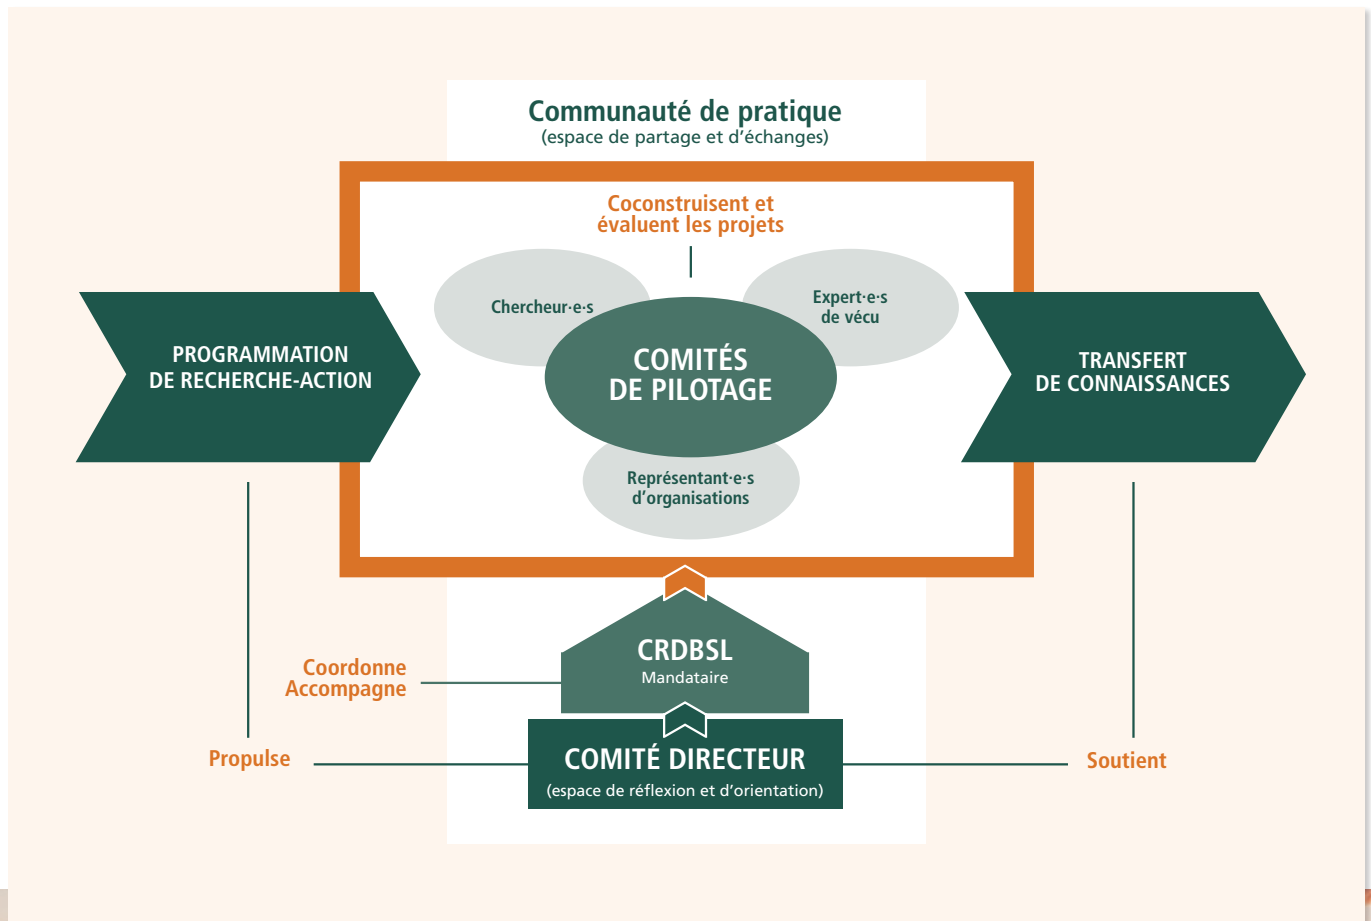 Communauté de pratique
(espace de partage et d'échanges)
Coconstruisent et
évaluent les projets
Chercheur·e·s
Expert·e·s
de vécu
COMITÉS
DE PILOTAGE
Représentant·e·s
d'organisations
PROGRAMMATION
DE RECHERCHE-ACTION
TRANSFERT
DE CONNAISSANCES
CRDBSL
Mandataire
Coordonne
Accompagne
Propulse
COMITÉ DIRECTEUR
(espace de réflexion et d'orientation)
Soutient